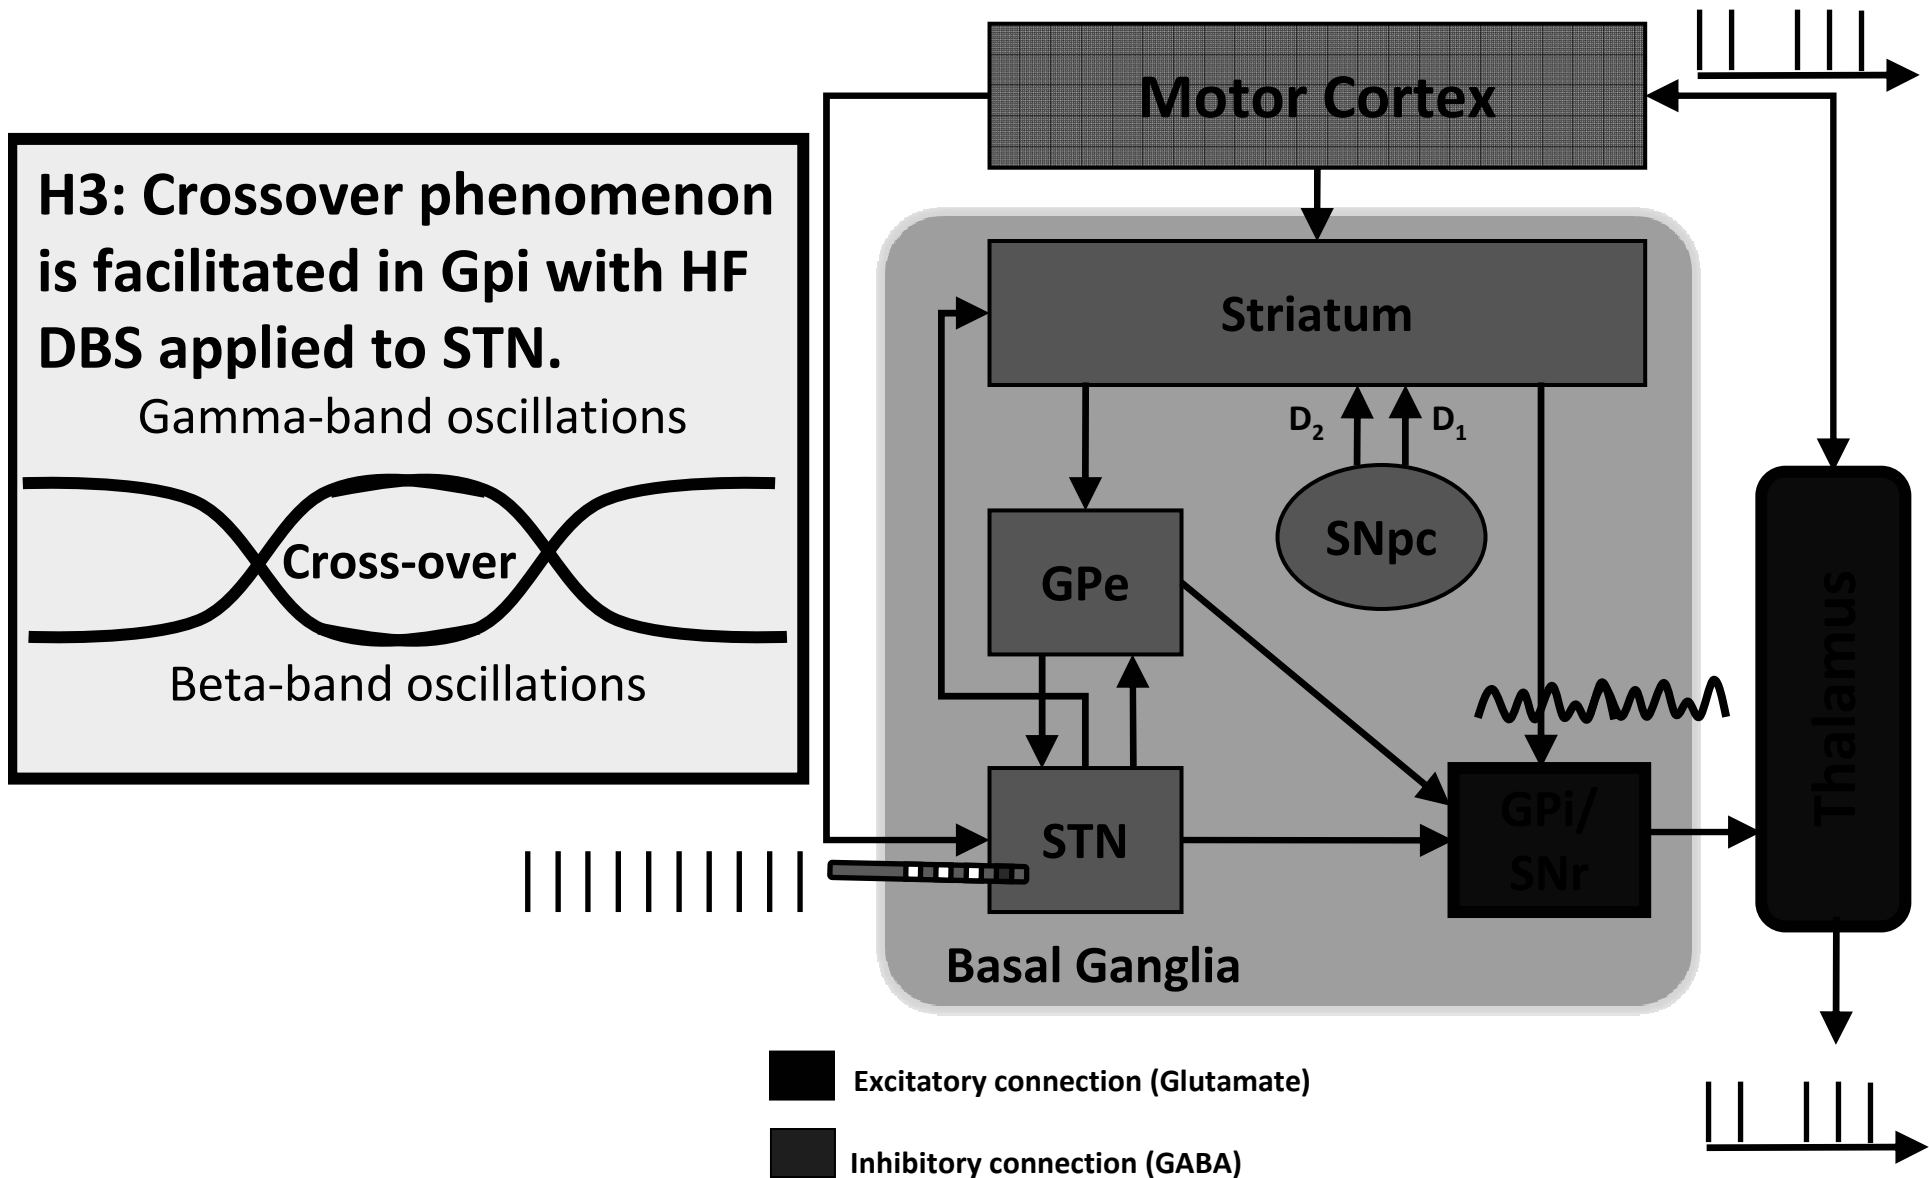 Motor Cortex
H3: Crossover phenomenon
is facilitated in Gpi with HF
DBS applied to STN.
Gamma-band oscillations
Cross-over
Beta-band oscillations
Striatum
D2
D1
SNpc
GPe
Thalamus
STN
GPi/
SNr
Basal Ganglia
Excitatory connection (Glutamate)
Inhibitory connection (GABA)